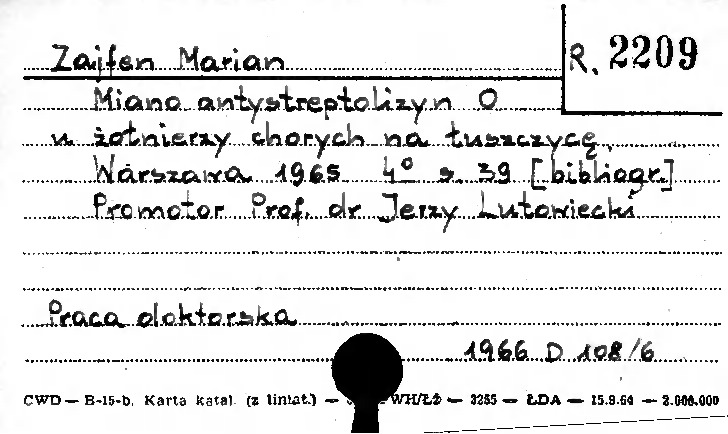 Zajfen Marian
R. 2209
Miano antystreptolizyn O
u żołnierzy chorych na łuszczycę.
Warszawa 1965 4° s. 39 [bibliogr.]
Promotor Prof. dr Jerzy Lutowiecki
Praca doktorska
1966 D 108/6
CWD — B-15-b. Karta katal. (z liniat.) — WH/ŁÓ — 3255 — ŁDA — 15.9.64 — 2.000.000